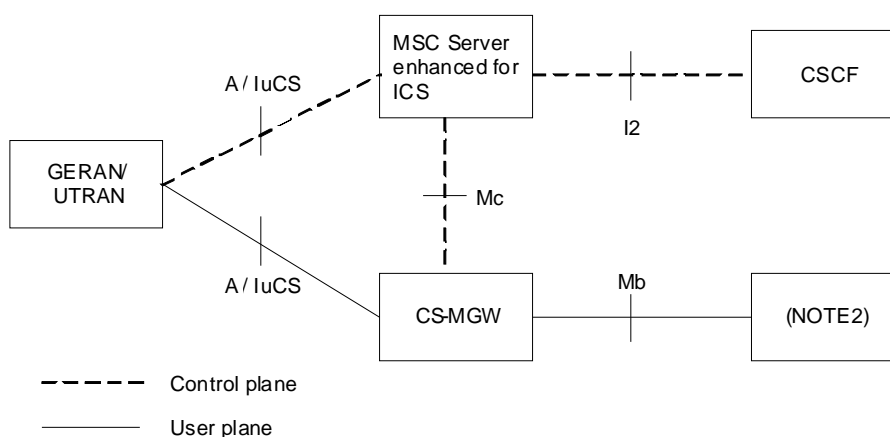 MSC Server
enhanced for
ICS
CSCF
A / IuCS
I2
GERAN/
UTRAN
Mc
A / IuCS
CS-MGW
Mb
(NOTE2)
Control plane
User plane